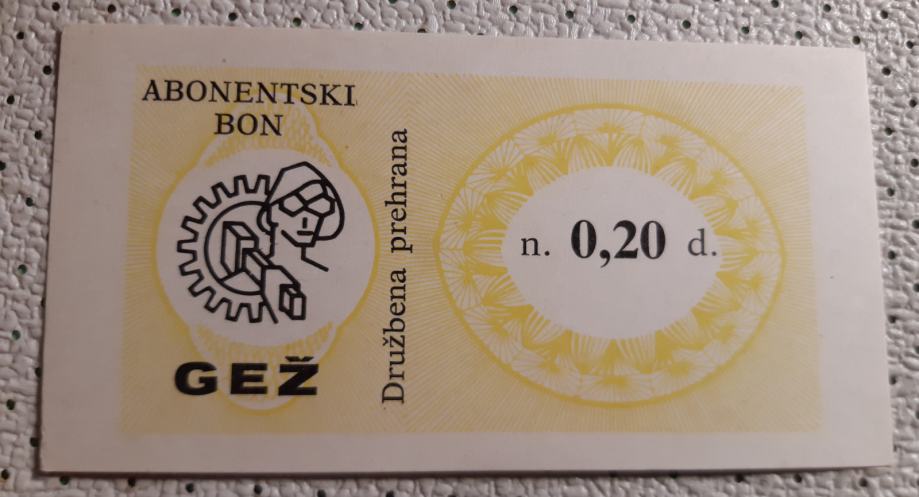 ABONENTSKI
BON
GEŽ
Družbena prehrana
n. 0,20 d.